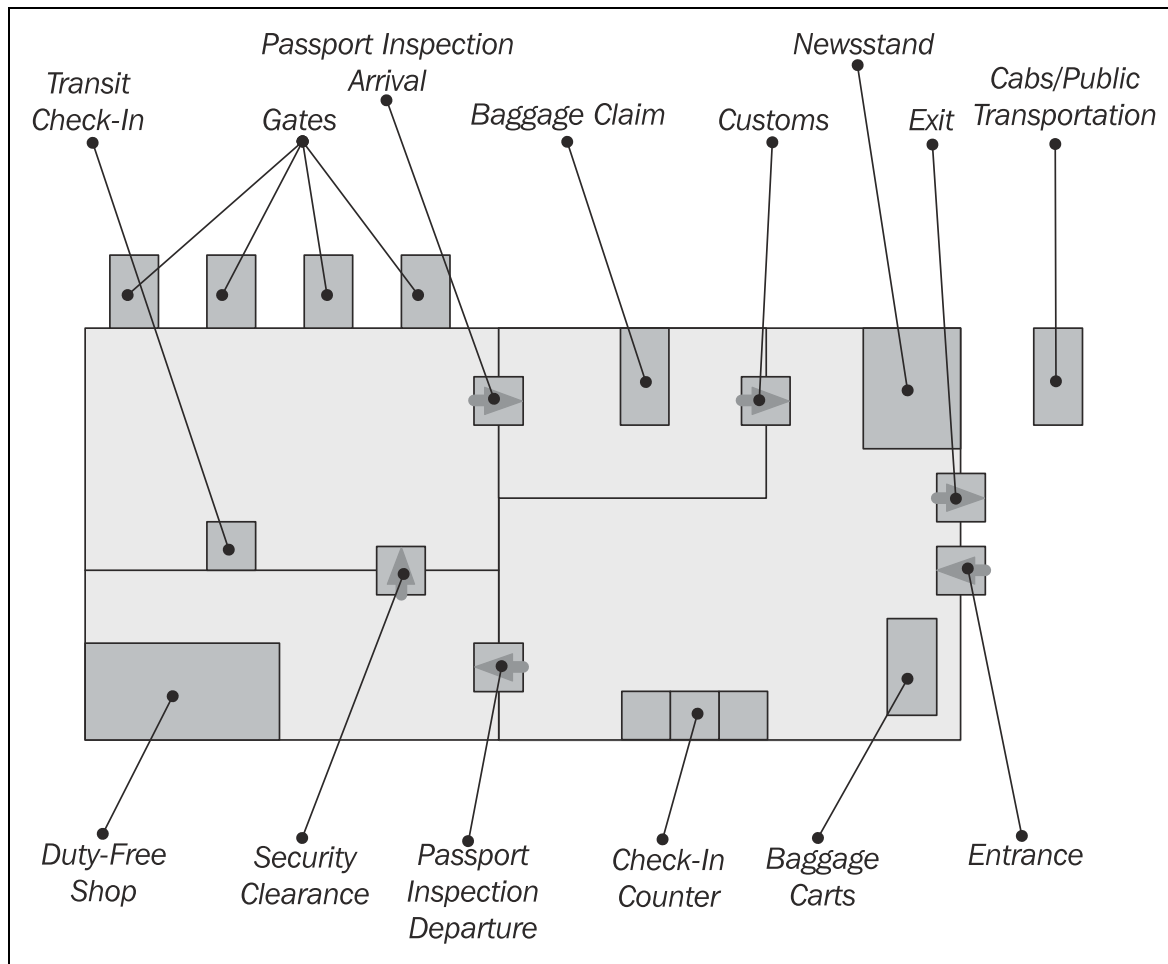 Passport Inspection
Arrival
Newsstand
Transit
Check-In
Gates
Baggage Claim
Customs
Exit
Cabs/Public
Transportation
Duty-Free
Shop
Security
Clearance
Passport
Inspection
Departure
Check-In
Counter
Baggage
Carts
Entrance